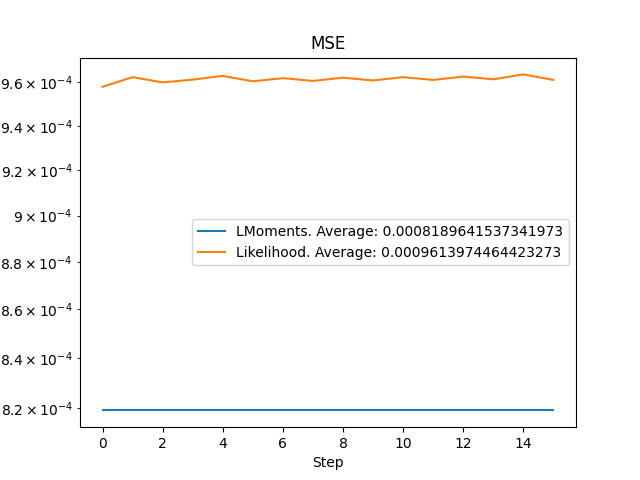 MSE
9.6 × 10⁻⁴
9.4 × 10⁻⁴
9.2 × 10⁻⁴
9 × 10⁻⁴
8.8 × 10⁻⁴
8.6 × 10⁻⁴
8.4 × 10⁻⁴
8.2 × 10⁻⁴
LMoments. Average: 0.0008189641537341973
Likelihood. Average: 0.0009613974464423273
0 2 4 6 8 10 12 14
Step